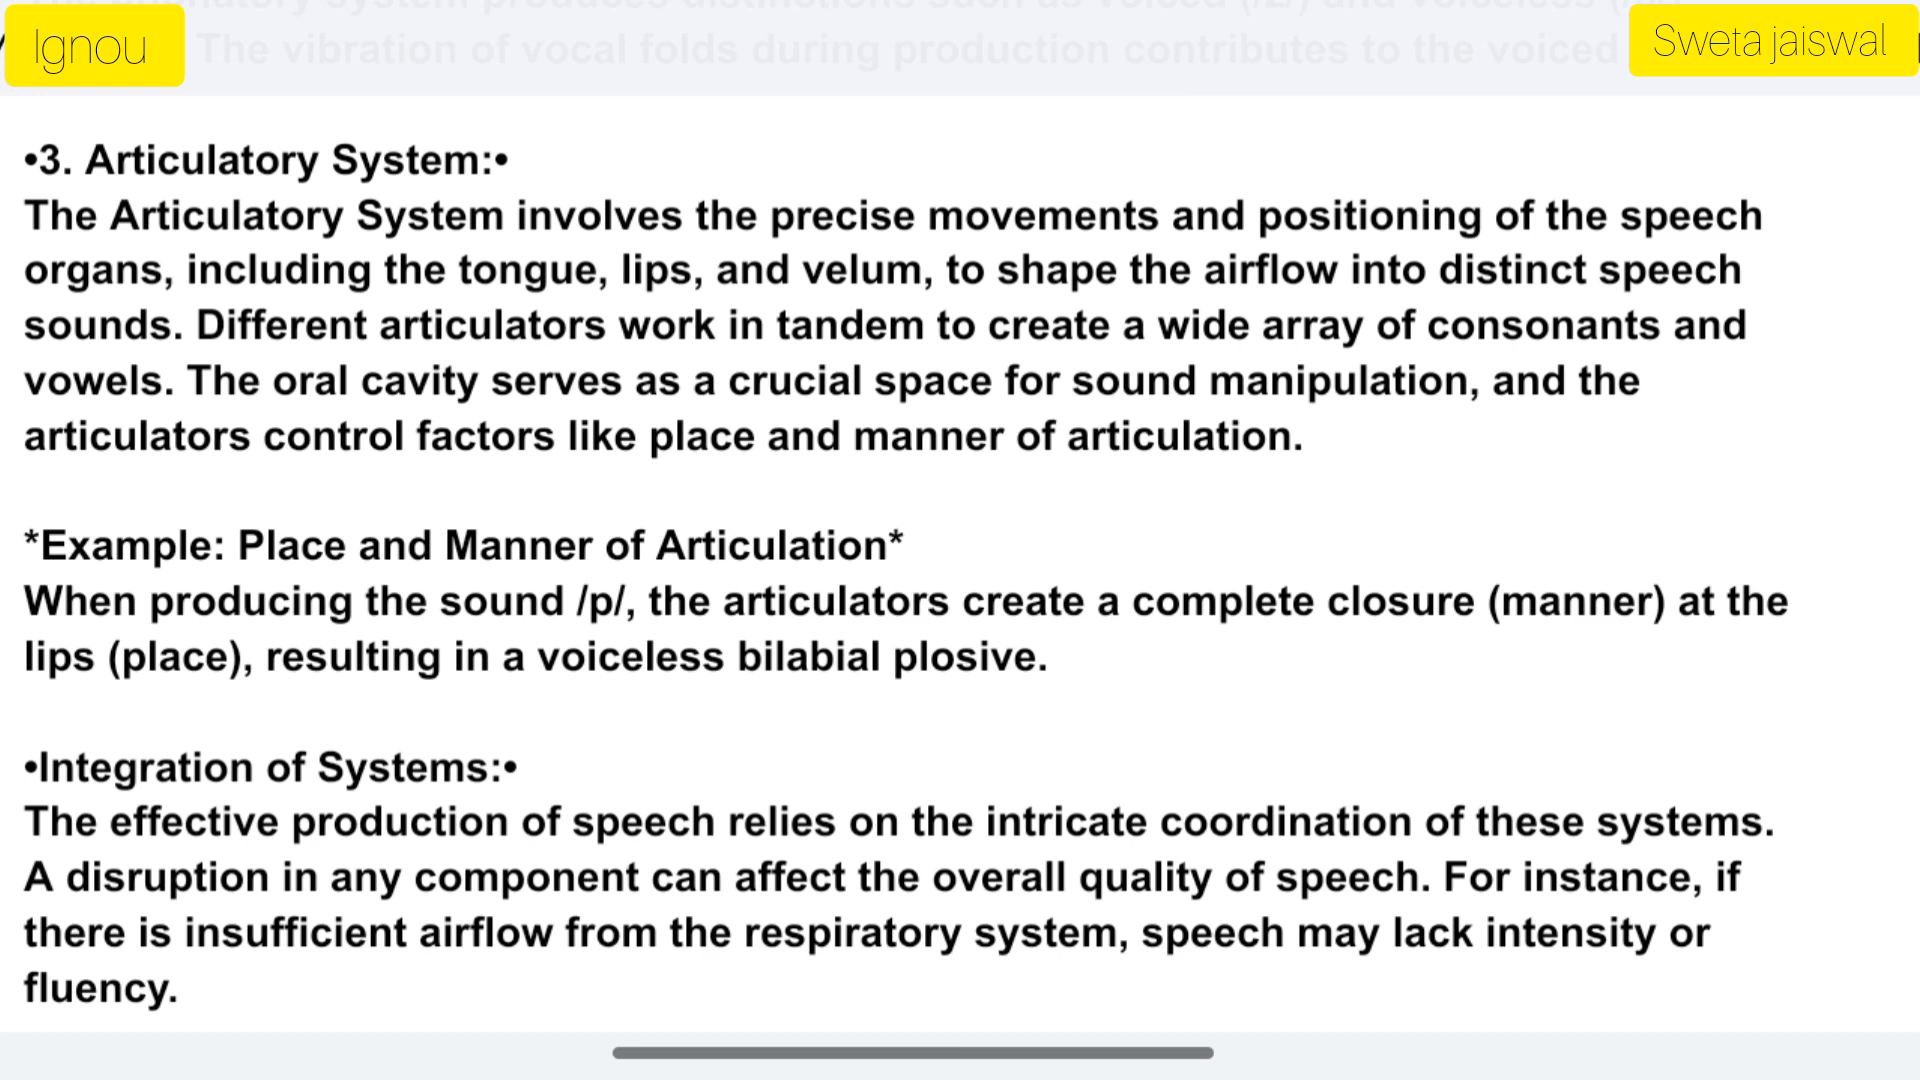 Ignou
Sweta jaiswal
The vibration of vocal folds during production contributes to the voiced
•3. Articulatory System:•
The Articulatory System involves the precise movements and positioning of the speech
organs, including the tongue, lips, and velum, to shape the airflow into distinct speech
sounds. Different articulators work in tandem to create a wide array of consonants and
vowels. The oral cavity serves as a crucial space for sound manipulation, and the
articulators control factors like place and manner of articulation.
*Example: Place and Manner of Articulation*
When producing the sound /p/, the articulators create a complete closure (manner) at the
lips (place), resulting in a voiceless bilabial plosive.
•Integration of Systems:•
The effective production of speech relies on the intricate coordination of these systems.
A disruption in any component can affect the overall quality of speech. For instance, if
there is insufficient airflow from the respiratory system, speech may lack intensity or
fluency.